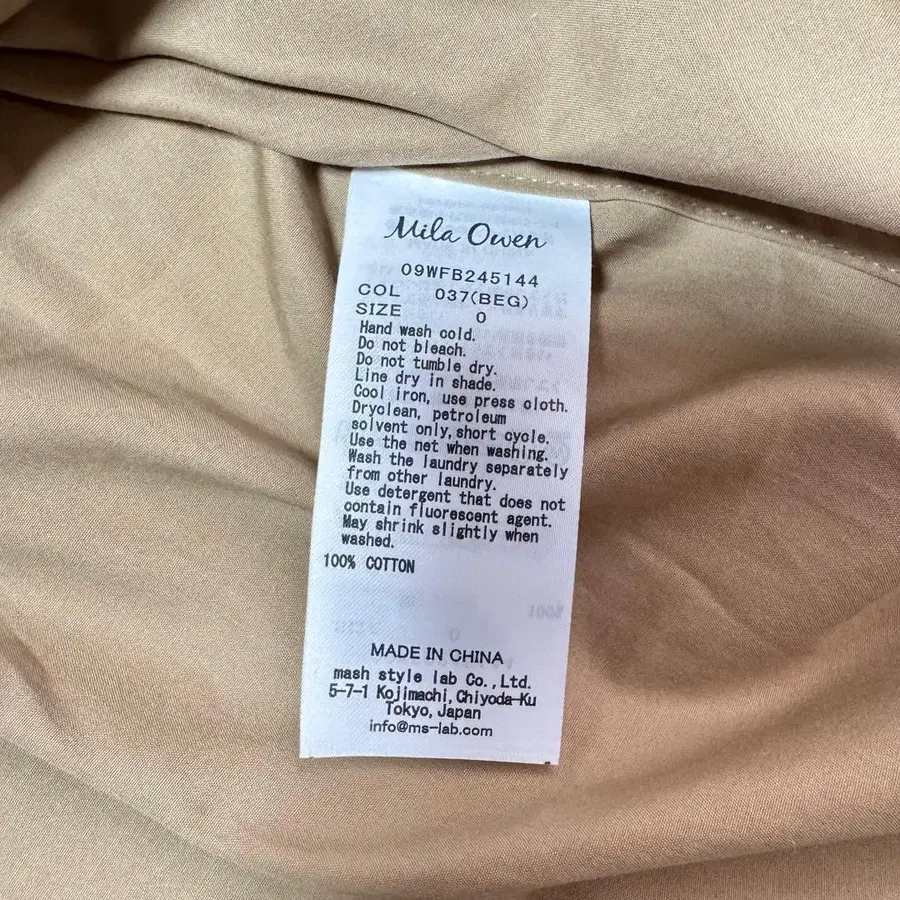 Mila Owen
09WFB245144
COL 037(BEG)
SIZE 0
Hand wash cold.
Do not bleach.
Do not tumble dry.
Line dry in shade.
Cool iron, use press cloth.
Dryclean, petroleum
solvent only, short cycle.
Use the net when washing.
Wash the laundry separately
from other laundry.
Use detergent that does not
contain fluorescent agent.
May shrink slightly when
washed.
100% COTTON
MADE IN CHINA
mash style lab Co.,Ltd.
5-7-1 Kojimachi, Chiyoda-Ku
Tokyo, Japan
info@ms-lab.com